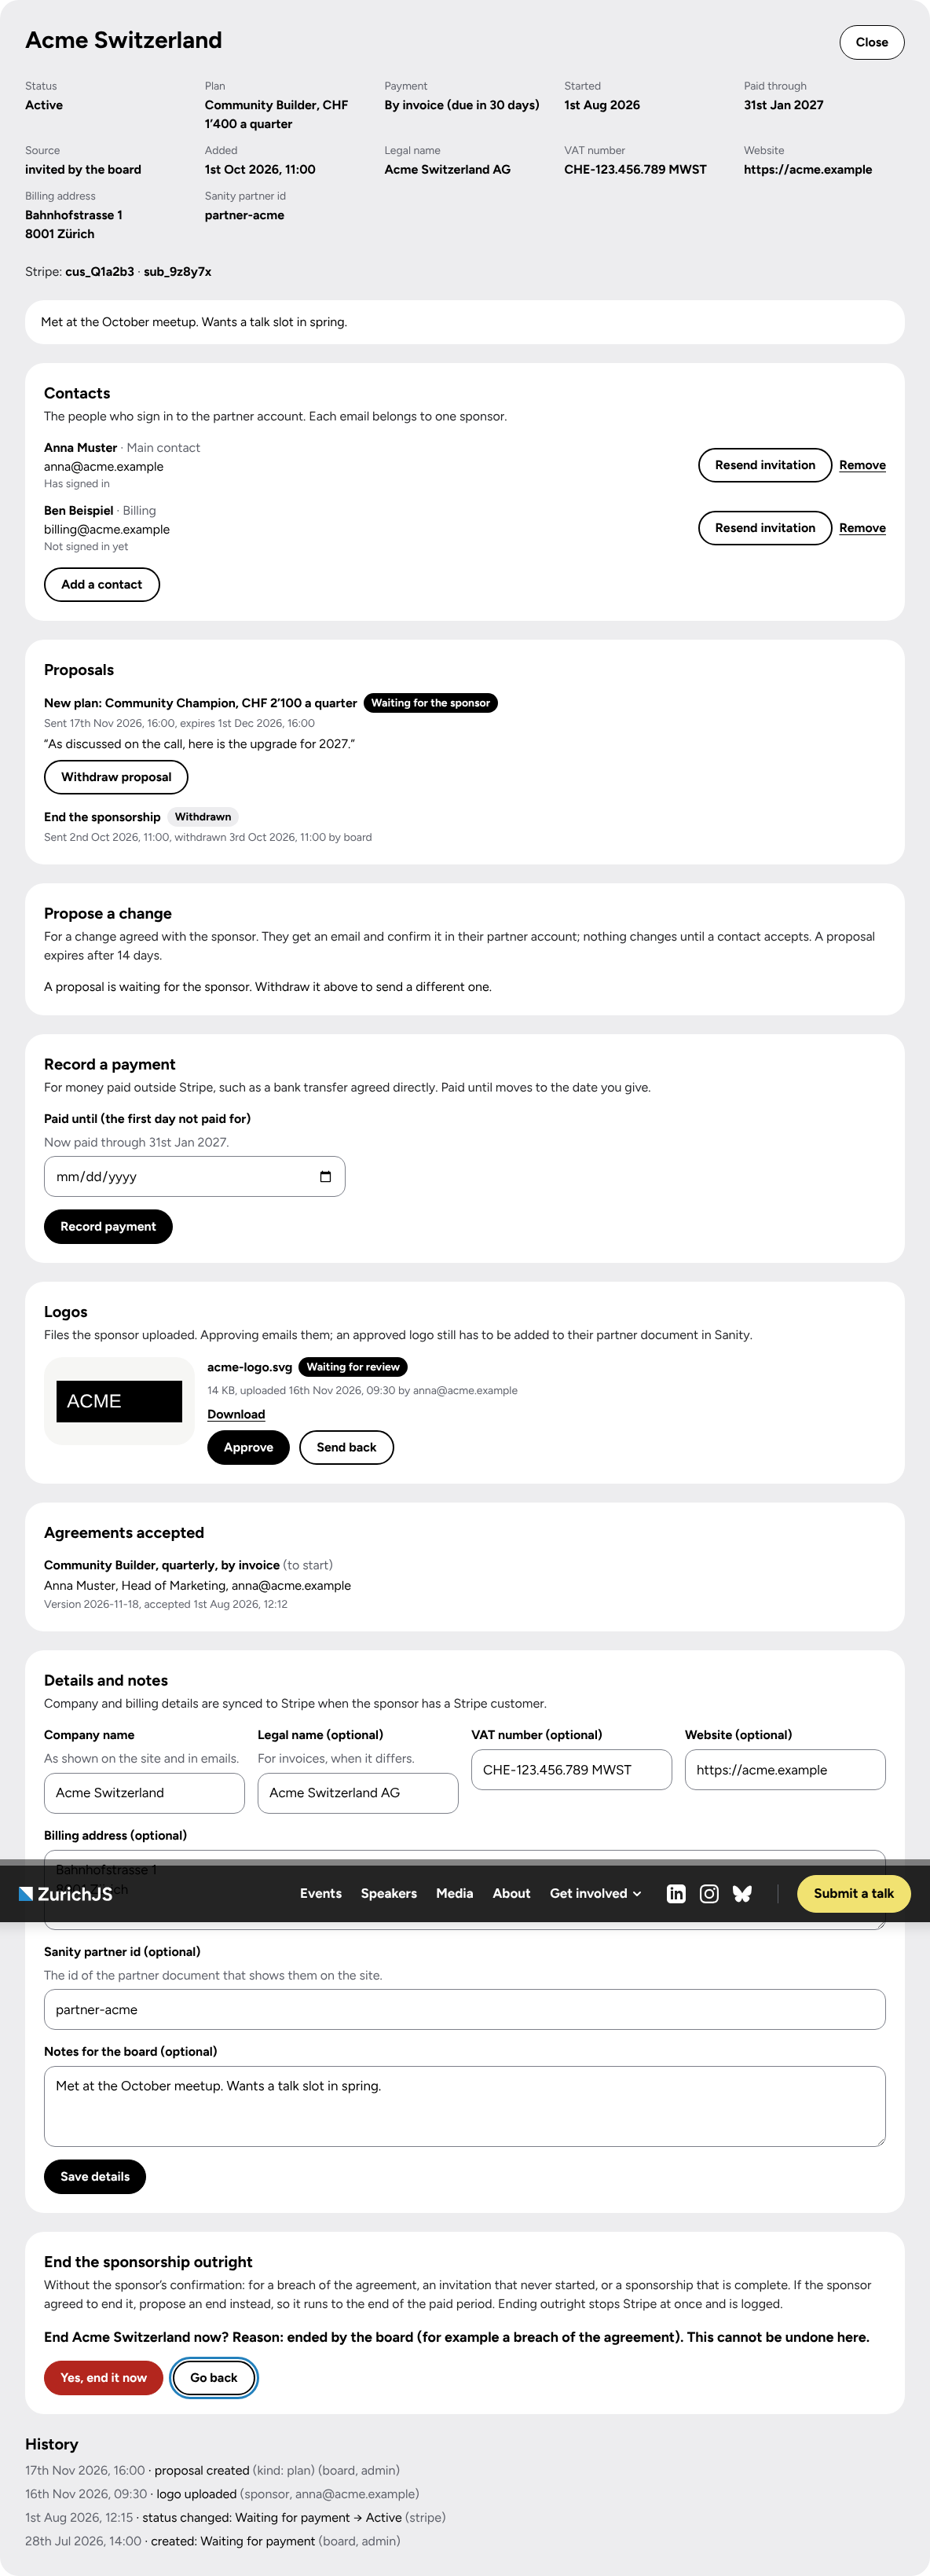 Acme Switzerland
Close
Status
Active
Plan
Community Builder, CHF
1’400 a quarter
Payment
By invoice (due in 30 days)
Started
1st Aug 2026
Paid through
31st Jan 2027
Source
invited by the board
Added
1st Oct 2026, 11:00
Legal name
Acme Switzerland AG
VAT number
CHE-123.456.789 MWST
Website
https://acme.example
Billing address
Bahnhofstrasse 1
8001 Zürich
Sanity partner id
partner-acme
Stripe: cus_Q1a2b3 · sub_9z8y7x
Met at the October meetup. Wants a talk slot in spring.
Contacts
The people who sign in to the partner account. Each email belongs to one sponsor.
Anna Muster · Main contact
anna@acme.example
Has signed in
Resend invitation Remove
Ben Beispiel · Billing
billing@acme.example
Not signed in yet
Resend invitation Remove
Add a contact
Proposals
New plan: Community Champion, CHF 2’100 a quarter Waiting for the sponsor
Sent 17th Nov 2026, 16:00, expires 1st Dec 2026, 16:00
“As discussed on the call, here is the upgrade for 2027.”
Withdraw proposal
End the sponsorship Withdrawn
Sent 2nd Oct 2026, 11:00, withdrawn 3rd Oct 2026, 11:00 by board
Propose a change
For a change agreed with the sponsor. They get an email and confirm it in their partner account; nothing changes until a contact accepts. A proposal
expires after 14 days.
A proposal is waiting for the sponsor. Withdraw it above to send a different one.
Record a payment
For money paid outside Stripe, such as a bank transfer agreed directly. Paid until moves to the date you give.
Paid until (the first day not paid for)
Now paid through 31st Jan 2027.
mm/dd/yyyy
Record payment
Logos
Files the sponsor uploaded. Approving emails them; an approved logo still has to be added to their partner document in Sanity.
ACME
acme-logo.svg Waiting for review
14 KB, uploaded 16th Nov 2026, 09:30 by anna@acme.example
Download
Approve Send back
Agreements accepted
Community Builder, quarterly, by invoice (to start)
Anna Muster, Head of Marketing, anna@acme.example
Version 2026-11-18, accepted 1st Aug 2026, 12:12
Details and notes
Company and billing details are synced to Stripe when the sponsor has a Stripe customer.
Company name
As shown on the site and in emails.
Acme Switzerland
Legal name (optional)
For invoices, when it differs.
Acme Switzerland AG
VAT number (optional)
CHE-123.456.789 MWST
Website (optional)
https://acme.example
Billing address (optional)
Bahnhofstrasse 1
ZurichJS Events Speakers Media About Get involved Submit a talk
Sanity partner id (optional)
The id of the partner document that shows them on the site.
partner-acme
Notes for the board (optional)
Met at the October meetup. Wants a talk slot in spring.
Save details
End the sponsorship outright
Without the sponsor’s confirmation: for a breach of the agreement, an invitation that never started, or a sponsorship that is complete. If the sponsor
agreed to end it, propose an end instead, so it runs to the end of the paid period. Ending outright stops Stripe at once and is logged.
End Acme Switzerland now? Reason: ended by the board (for example a breach of the agreement). This cannot be undone here.
Yes, end it now Go back
History
17th Nov 2026, 16:00 · proposal created (kind: plan) (board, admin)
16th Nov 2026, 09:30 · logo uploaded (sponsor, anna@acme.example)
1st Aug 2026, 12:15 · status changed: Waiting for payment → Active (stripe)
28th Jul 2026, 14:00 · created: Waiting for payment (board, admin)